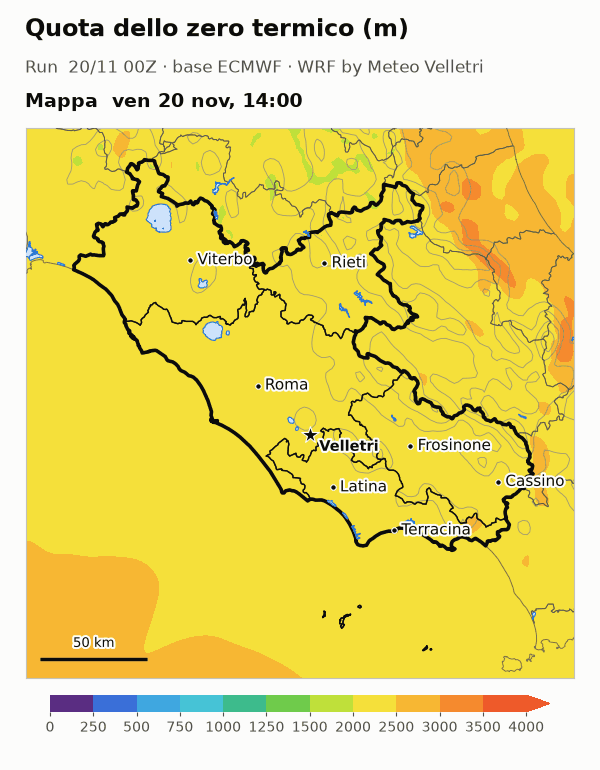 Quota dello zero termico (m)
Run 20/11 00Z · base ECMWF · WRF by Meteo Velletri
Mappa ven 20 nov, 14:00
Viterbo
Rieti
Roma
Velletri
Frosinone
Cassino
Latina
Terracina
50 km
0 250 500 750 1000 1250 1500 2000 2500 3000 3500 4000